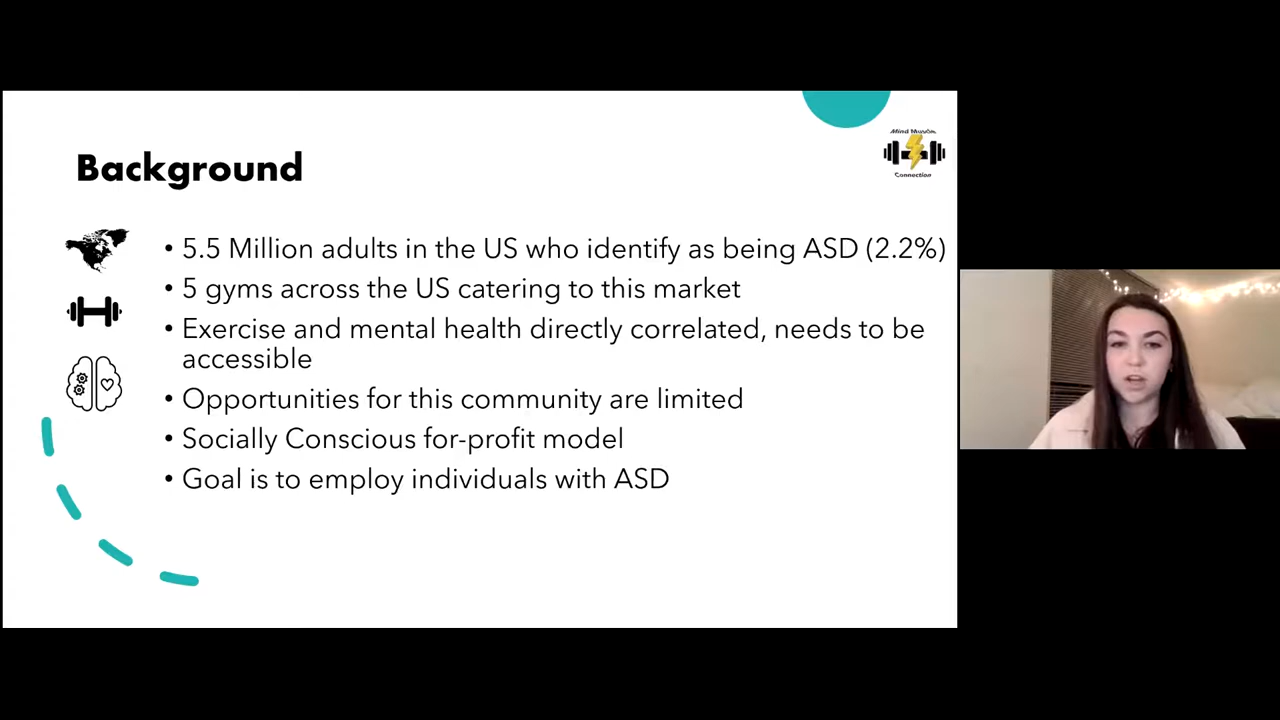 Background
Mind Muscle
Connection
• 5.5 Million adults in the US who identify as being ASD (2.2%)
• 5 gyms across the US catering to this market
• Exercise and mental health directly correlated, needs to be
accessible
• Opportunities for this community are limited
• Socially Conscious for-profit model
• Goal is to employ individuals with ASD